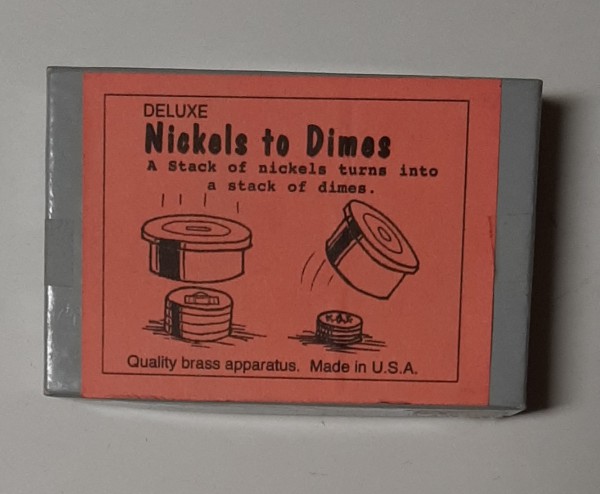 DELUXE
Nickels to Dimes
A Stack of nickels turns into
a stack of dimes.
Quality brass apparatus. Made in U.S.A.